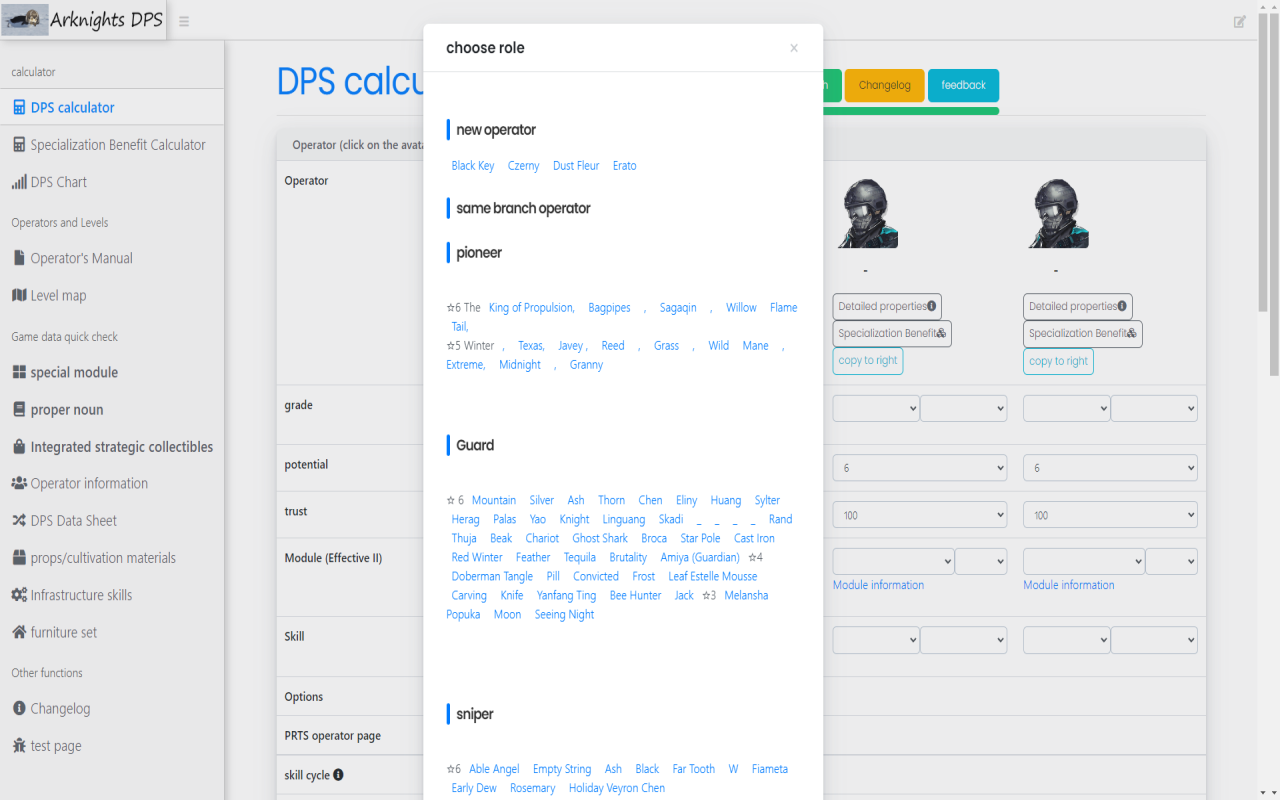 Arknights DPS
calculator
DPS calculator
Specialization Benefit Calculator
DPS Chart
Operators and Levels
Operator's Manual
Level map
Game data quick check
special module
proper noun
Integrated strategic collectibles
Operator information
DPS Data Sheet
props/cultivation materials
Infrastructure skills
furniture set
Other functions
Changelog
test page
DPS calcu
n Changelog feedback
Operator (click on the avata
Operator
- -
Detailed properties Detailed properties
Specialization Benefit Specialization Benefit
copy to right copy to right
grade
potential 6 6
trust 100 100
Module (Effective II)
Module information Module information
Skill
Options
PRTS operator page
skill cycle
choose role ×
new operator
Black Key Czerny Dust Fleur Erato
same branch operator
pioneer
☆6 The King of Propulsion, Bagpipes , Sagaqin , Willow Flame
Tail,
☆5 Winter , Texas, Javey , Reed , Grass , Wild Mane ,
Extreme, Midnight , Granny
Guard
☆ 6 Mountain Silver Ash Thorn Chen Eliny Huang Sylter
Herag Palas Yao Knight Linguang Skadi _ _ _ _ Rand
Thuja Beak Chariot Ghost Shark Broca Star Pole Cast Iron
Red Winter Feather Tequila Brutality Amiya (Guardian) ☆4
Doberman Tangle Pill Convicted Frost Leaf Estelle Mousse
Carving Knife Yanfang Ting Bee Hunter Jack ☆3 Melansha
Popuka Moon Seeing Night
sniper
☆6 Able Angel Empty String Ash Black Far Tooth W Fiameta
Early Dew Rosemary Holiday Veyron Chen